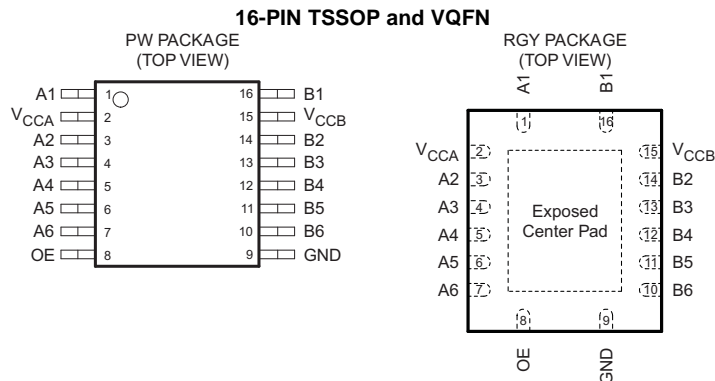 16-PIN TSSOP and VQFN
PW PACKAGE
(TOP VIEW)
A1 1 16 B1
VCCA 2 15 VCCB
A2 3 14 B2
A3 4 13 B3
A4 5 12 B4
A5 6 11 B5
A6 7 10 B6
OE 8 9 GND
RGY PACKAGE
(TOP VIEW)
A1 B1
1 16
VCCA 2 15 VCCB
A2 3 14 B2
A3 4 13 B3
A4 5 12 B4
A5 6 11 B5
A6 7 10 B6
Exposed
Center Pad
8 9
OE GND